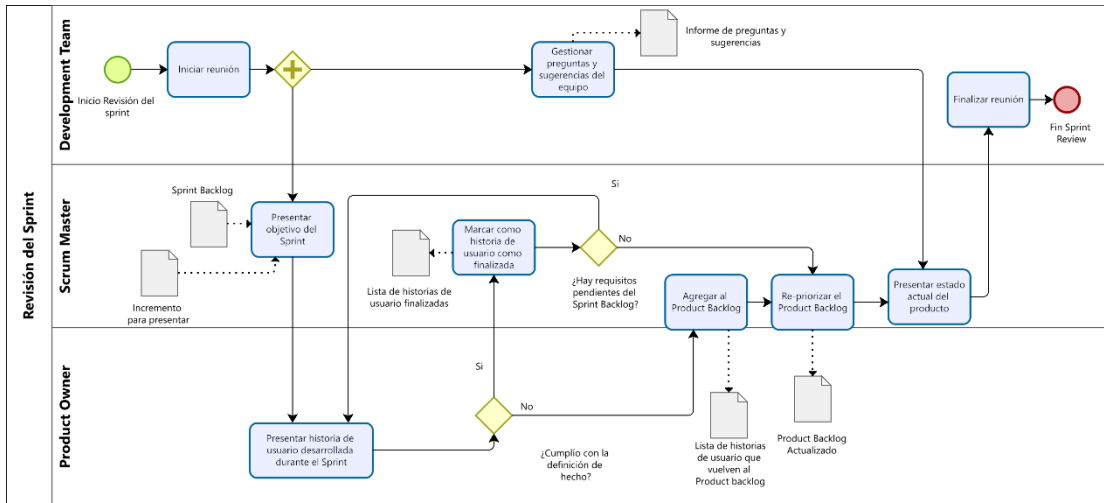 Revisión del Sprint
Development Team
Inicio Revisión del
sprint
Iniciar reunión
Gestionar
preguntas y
sugerencias del
equipo
Informe de preguntas y
sugerencias
Finalizar reunión
Fin Sprint
Review
Scrum Master
Sprint Backlog
Incremento
para presentar
Presentar
objetivo del
Sprint
Lista de historias de
usuario finalizadas
Marcar como
historia de
usuario como
finalizada
Si
No
¿Hay requisitos
pendientes del
Sprint Backlog?
Agregar al
Product Backlog
Re-priorizar el
Product Backlog
Presentar estado
actual del
producto
Product Owner
Presentar historia de
usuario desarrollada
durante el Sprint
Si
No
¿Cumplío con la
definición de
hecho?
Lista de historias
de usuario que
vuelven al
Product backlog
Product Backlog
Actualizado